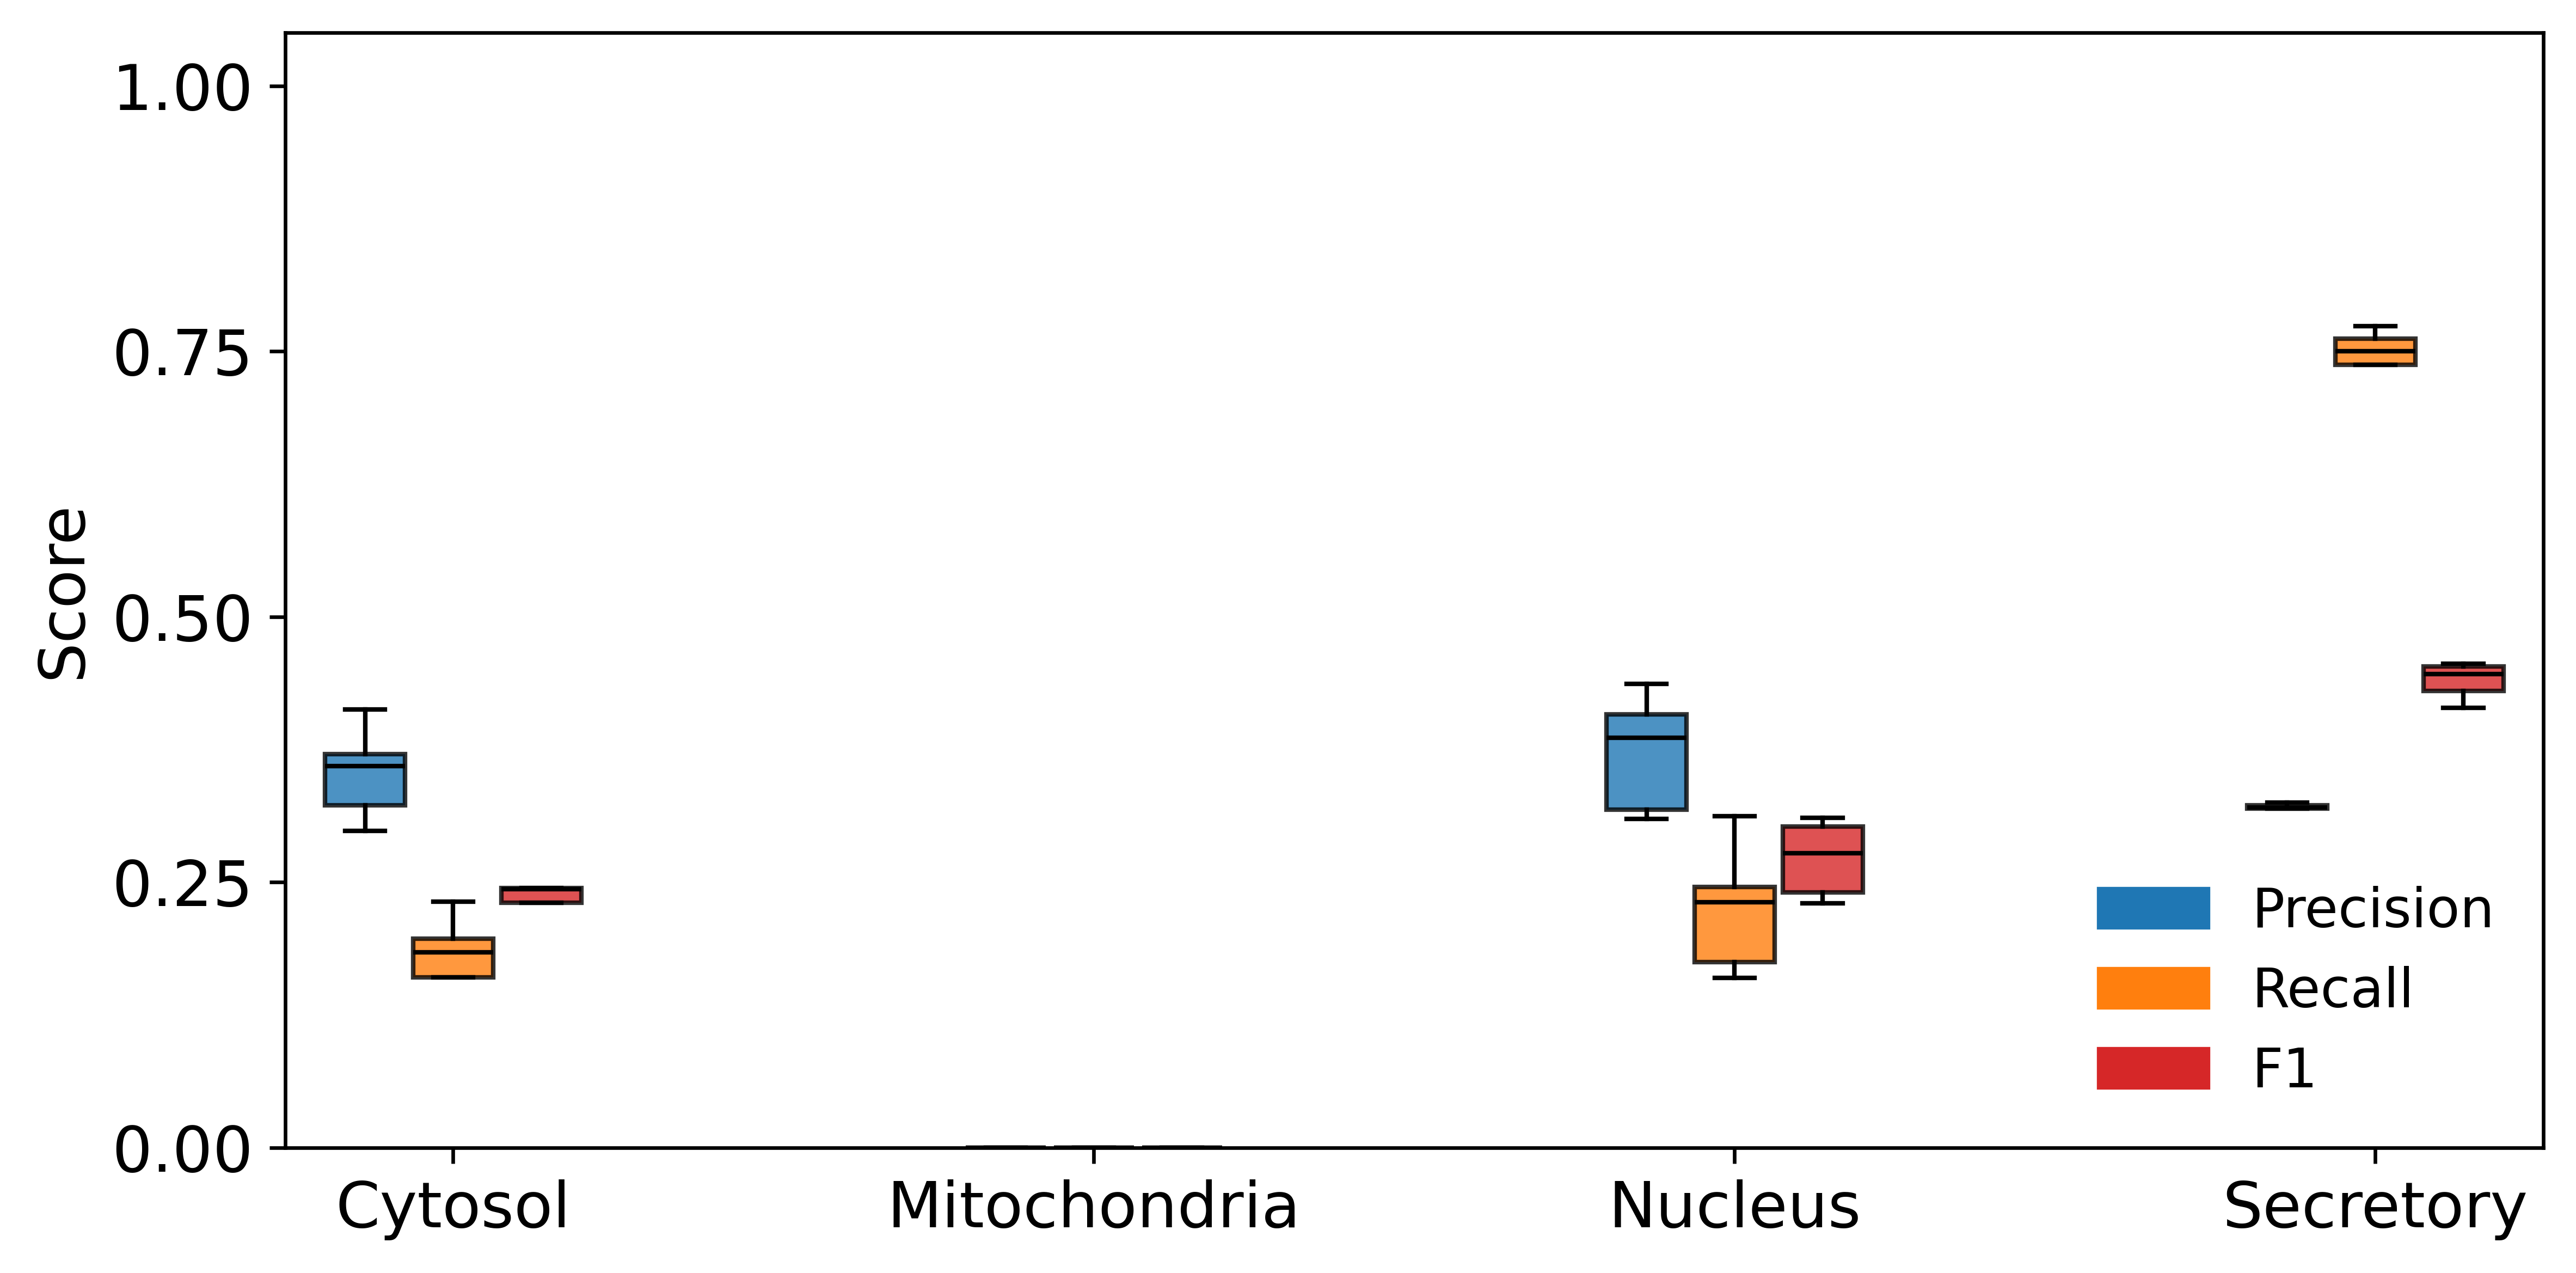 1.00
0.75
0.50
0.25
0.00
Score
Cytosol
Mitochondria
Nucleus
Secretory
Precision
Recall
F1